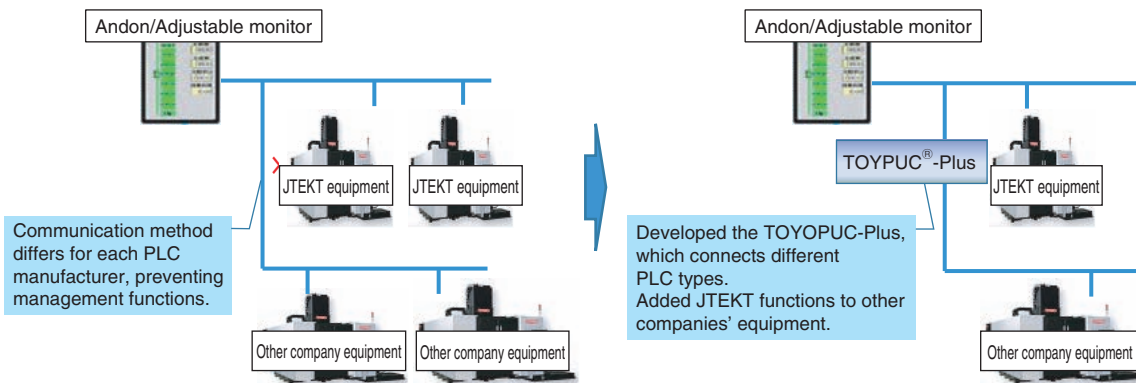 Andon/Adjustable monitor
JTEKT equipment
JTEKT equipment
Communication method
differs for each PLC
manufacturer, preventing
management functions.
Other company equipment
Other company equipment
Andon/Adjustable monitor
TOYPUC®-Plus
JTEKT equipment
Developed the TOYOPUC-Plus,
which connects different
PLC types.
Added JTEKT functions to other
companies’ equipment.
Other company equipment